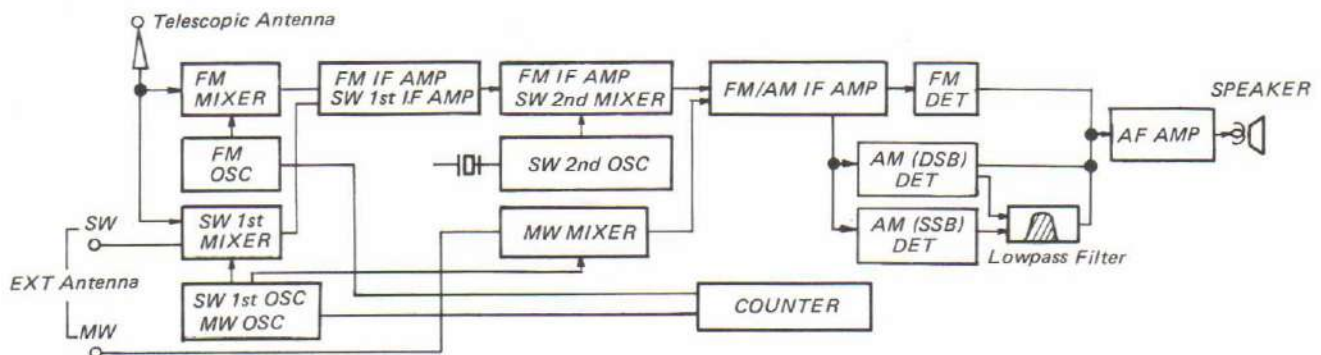 Telescopic Antenna
FM
MIXER
FM IF AMP
SW 1st IF AMP
FM IF AMP
SW 2nd MIXER
FM/AM IF AMP
FM
DET
SPEAKER
AF AMP
FM
OSC
SW 2nd OSC
AM (DSB)
DET
SW
SW 1st
MIXER
MW MIXER
AM (SSB)
DET
Lowpass Filter
EXT Antenna
SW 1st OSC
MW OSC
COUNTER
MW